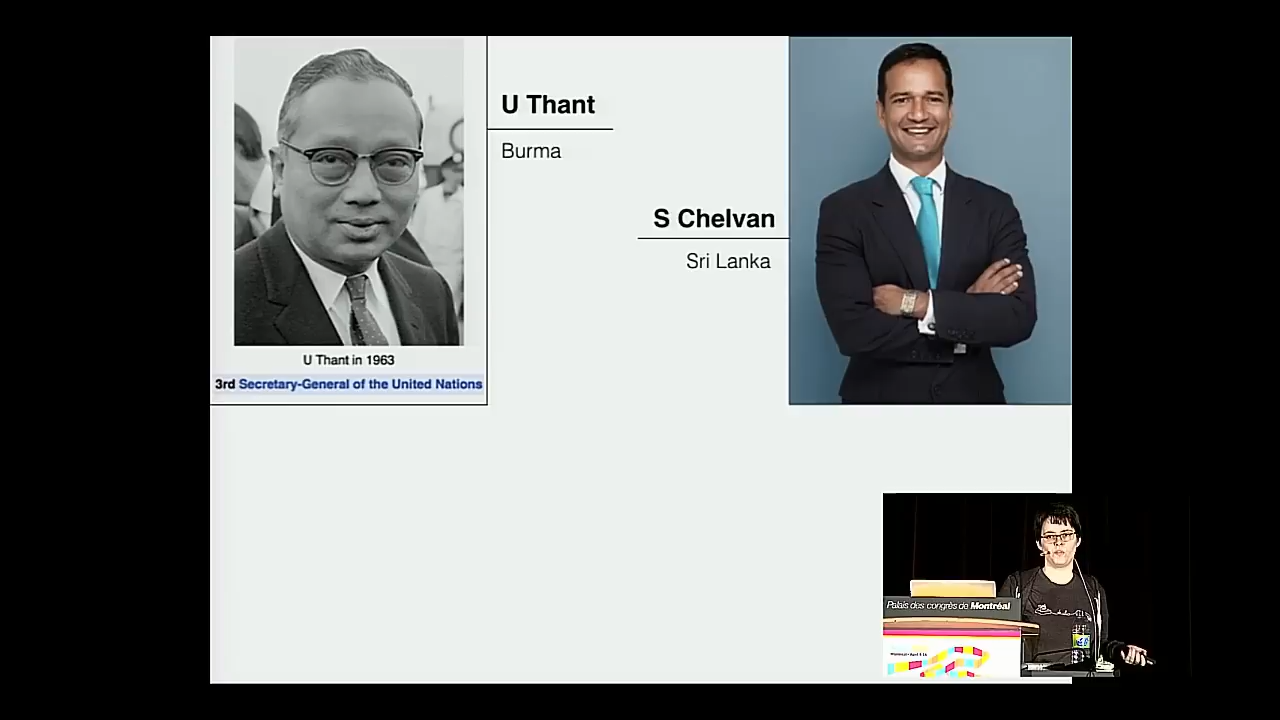 U Thant
Burma
S Chelvan
Sri Lanka
U Thant in 1963
3rd Secretary-General of the United Nations
Palais des congrès de Montréal